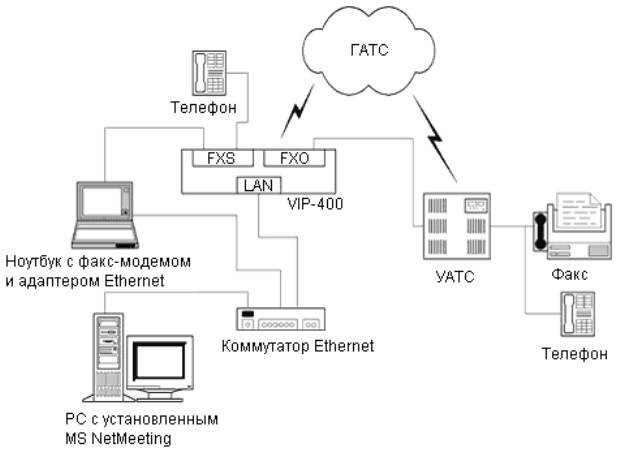 ГАТС
Телефон
FXS
FXO
LAN
VIP-400
Ноутбук с факс-модемом
и адаптером Ethernet
УАТС
Факс
Телефон
Коммутатор Ethernet
PC с установленным
MS NetMeeting